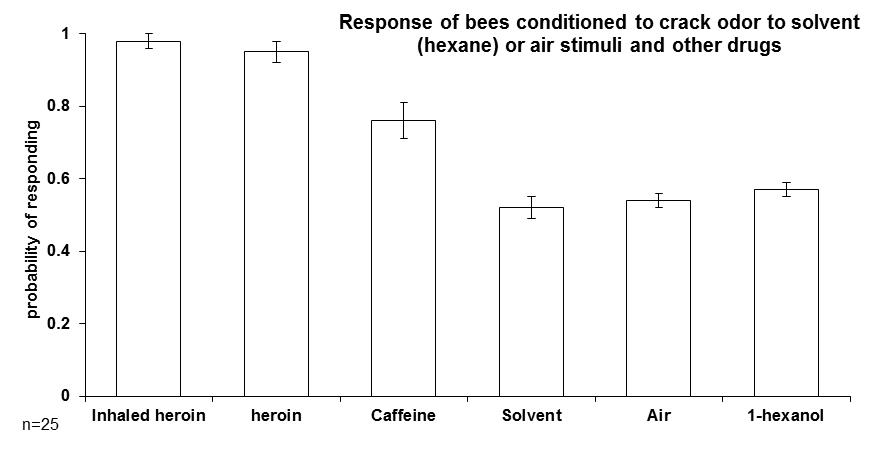 Response of bees conditioned to crack odor to solvent
(hexane) or air stimuli and other drugs
probability of responding
1
0.8
0.6
0.4
0.2
0
Inhaled heroin
heroin
Caffeine
Solvent
Air
1-hexanol
n=25